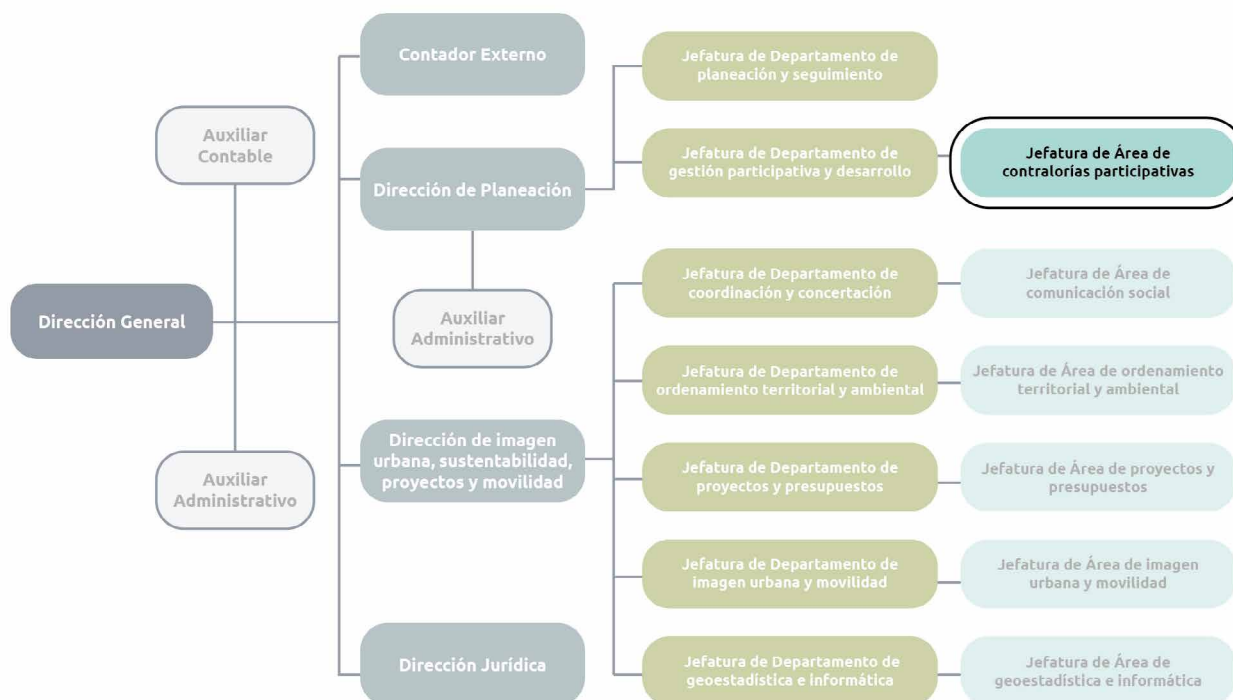 Contador Externo
Jefatura de Departamento de
planeación y seguimiento
Auxiliar
Contable
Dirección de Planeación
Jefatura de Departamento de
gestión participativa y desarrollo
Jefatura de Área de
contralorías participativas
Dirección General
Auxiliar
Administrativo
Jefatura de Departamento de
coordinación y concertación
Jefatura de Área de
comunicación social
Jefatura de Departamento de
ordenamiento territorial y ambiental
Jefatura de Área de ordenamiento
territorial y ambiental
Auxiliar
Administrativo
Dirección de imagen
urbana, sustentabilidad,
proyectos y movilidad
Jefatura de Departamento de
proyectos y presupuestos
Jefatura de Área de proyectos y
presupuestos
Jefatura de Departamento de
imagen urbana y movilidad
Jefatura de Área de imagen
urbana y movilidad
Dirección Jurídica
Jefatura de Departamento de
geoestadística e informática
Jefatura de Área de
geoestadística e informática